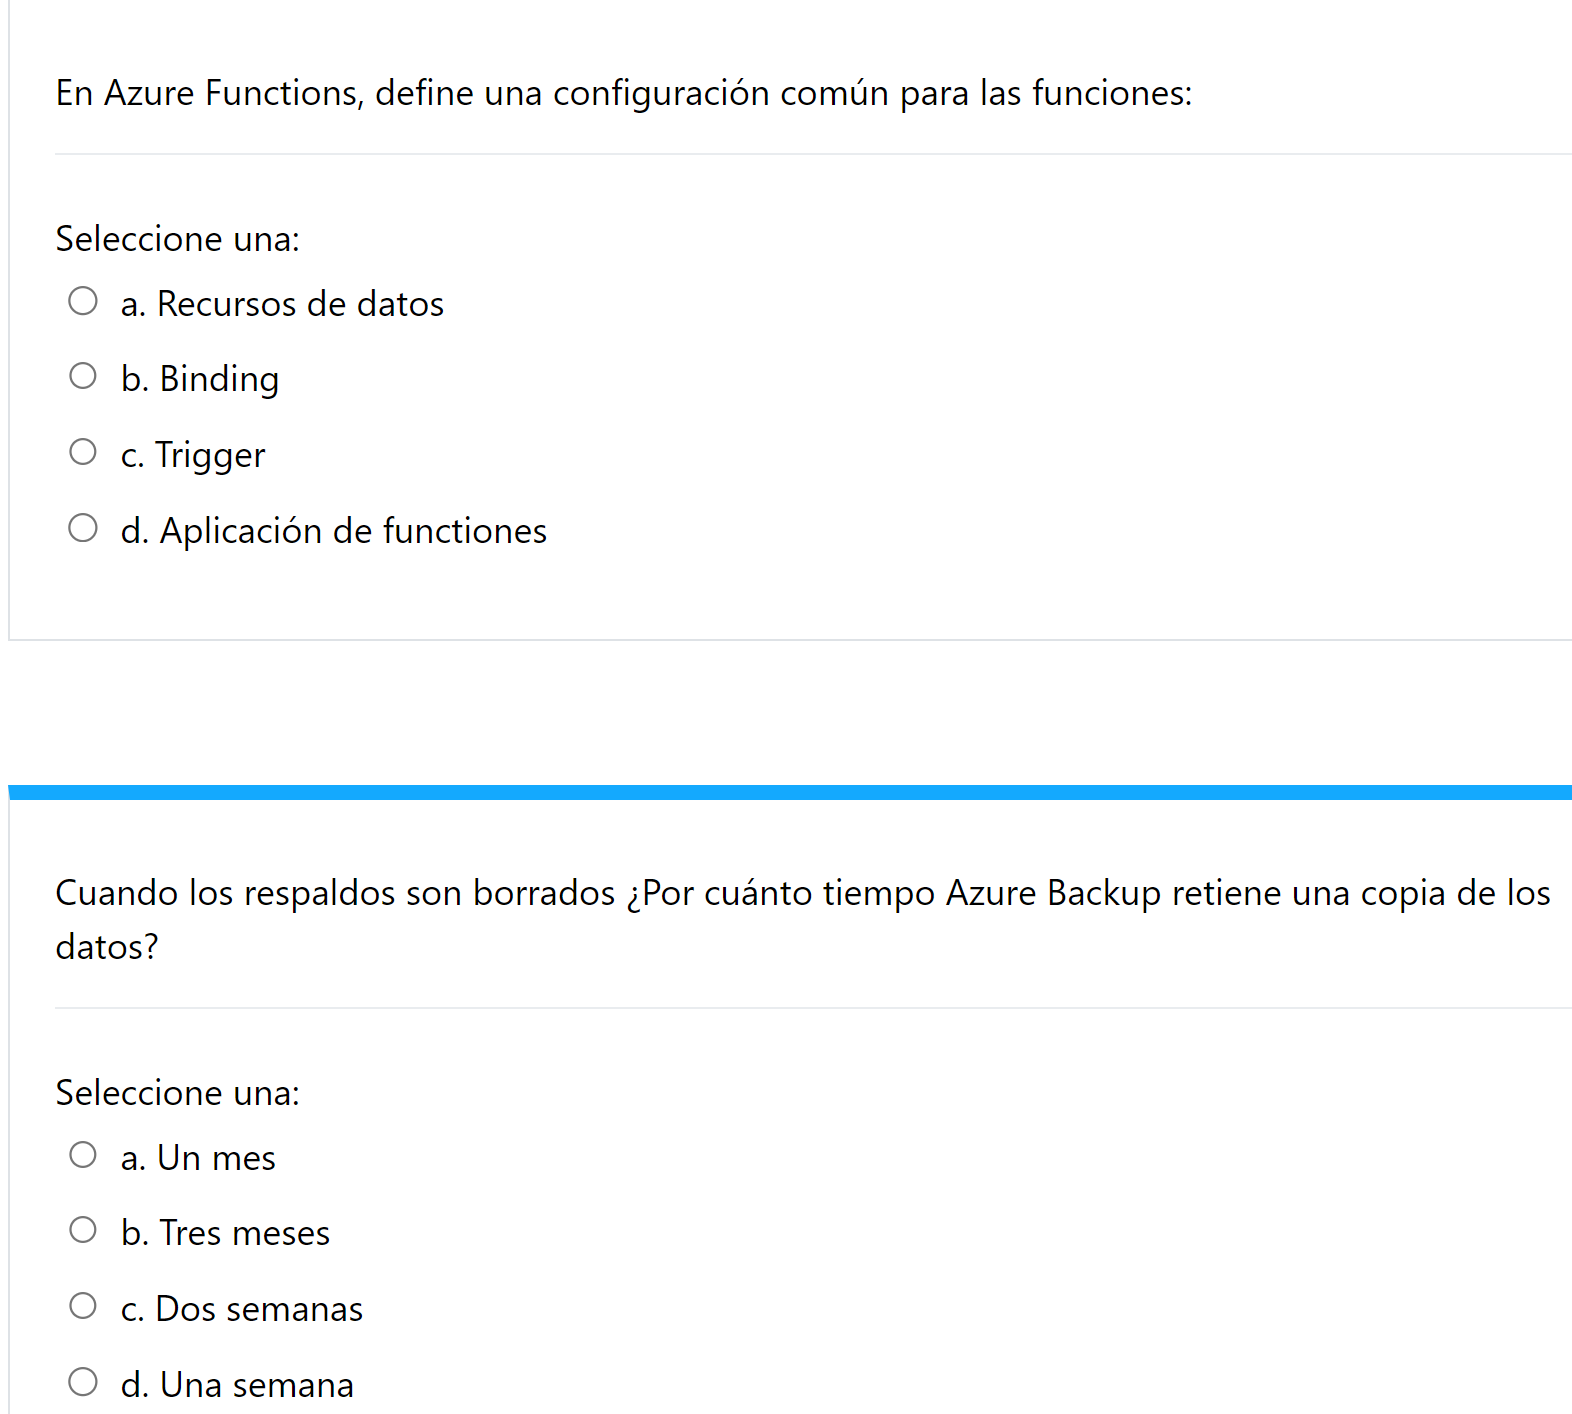 En Azure Functions, define una configuración común para las funciones:
Seleccione una:
a. Recursos de datos
b. Binding
c. Trigger
d. Aplicación de functiones
Cuando los respaldos son borrados ¿Por cuánto tiempo Azure Backup retiene una copia de los
datos?
Seleccione una:
a. Un mes
b. Tres meses
c. Dos semanas
d. Una semana